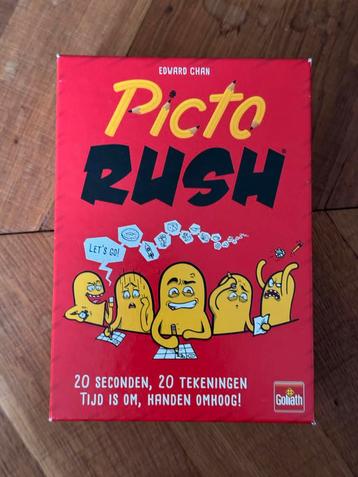 EDWARD CHAN
Picto
RUSH
LET'S GO!
20 SECONDEN, 20 TEKENINGEN
TIJD IS OM, HANDEN OMHOOG!
Goliath